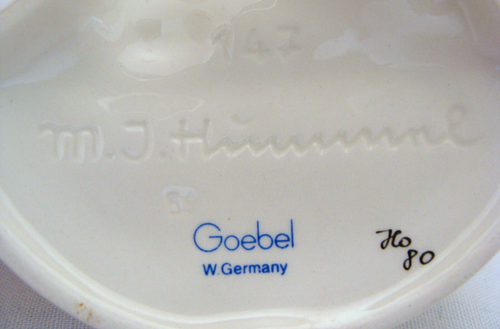 147
M.J. Hummel
Goebel
W. Germany
Ho
80